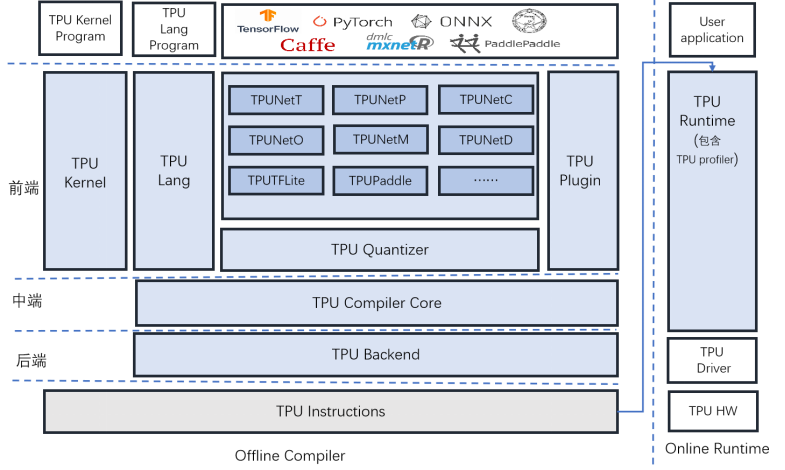 TPU Kernel
Program
TPU
Lang
Program
TensorFlow
PyTorch
ONNX
Caffe
dmlc
mxnet
R
PaddlePaddle
User
application
前端
TPU
Kernel
TPU
Lang
TPUNetT
TPUNetP
TPUNetC
TPUNetO
TPUNetM
TPUNetD
TPUTFLite
TPUPaddle
……
TPU Quantizer
TPU
Plugin
TPU
Runtime
(包含
TPU profiler)
中端
TPU Compiler Core
后端
TPU Backend
TPU
Driver
TPU Instructions
TPU HW
Offline Compiler
Online Runtime